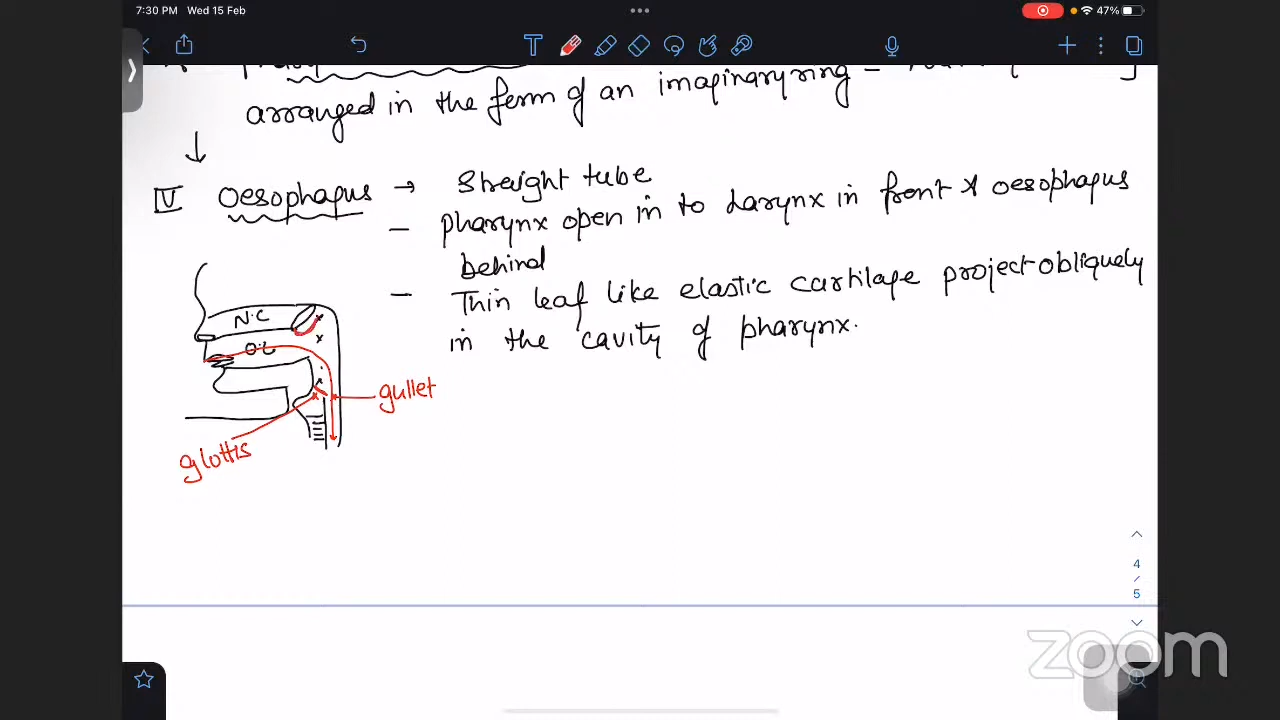 7:30 PM Wed 15 Feb
47%
arranged in the form of an imaginary ring -
IV Oesophagus → Straight tube
- pharynx open in to Larynx in front & oesophagus
behind
- Thin leaf like elastic cartilage project obliquely
in the cavity of pharynx.
N.C
O.C
gullet
glottis
4
/
5
zoom